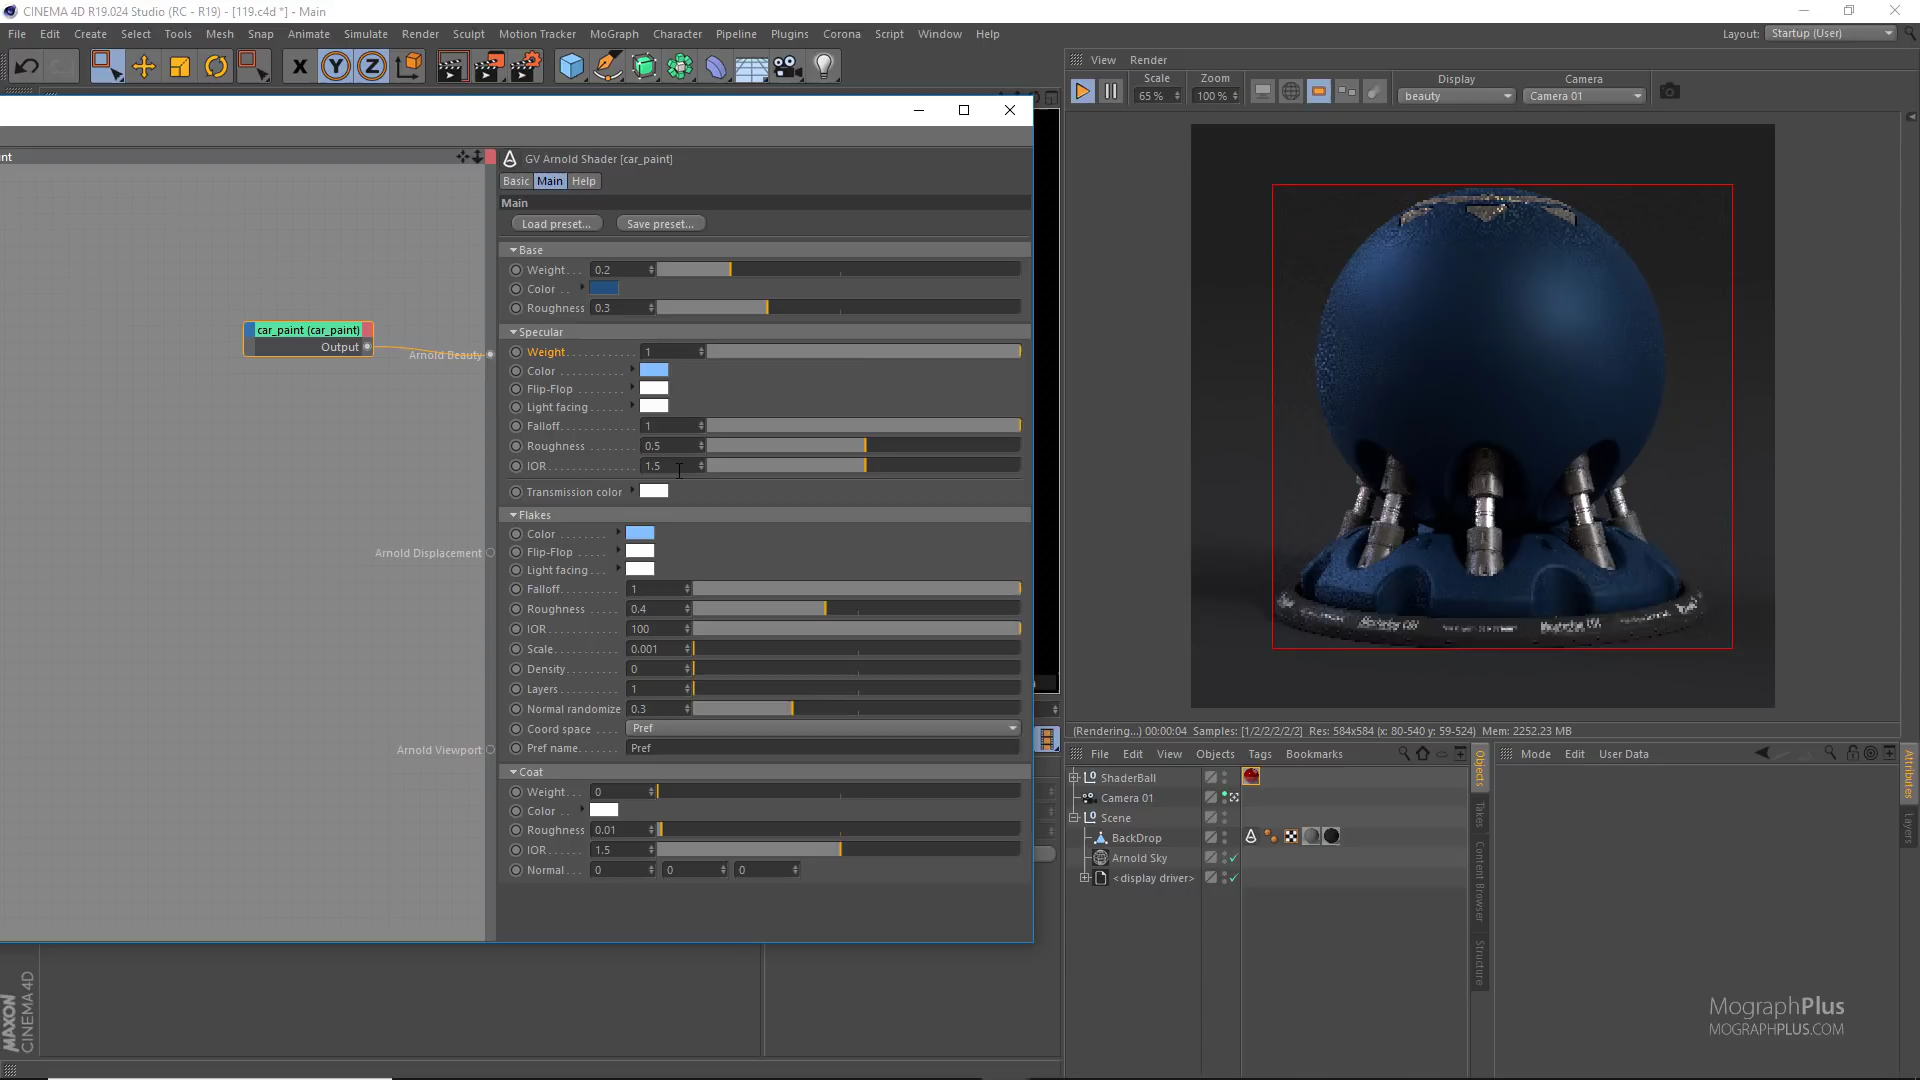 CINEMA 4D R19.024 Studio (RC - R19) - [119.c4d *] - Main
File Edit Create Select Tools Mesh Snap Animate Simulate Render Sculpt Motion Tracker MoGraph Character Pipeline Plugins Corona Script Window Help
Layout: Startup (User)
X Y Z
View Render
Scale Zoom Display Camera
65 % 100 % beauty Camera 01
nt
GV Arnold Shader [car_paint]
Basic Main Help
Main
Load preset... Save preset...
Base
Weight... 0.2
Color ..
Roughness 0.3
car_paint (car_paint)
Output
Arnold Beauty
Arnold Displacement
Arnold Viewport
Specular
Weight............ 1
Color ............
Flip-Flop ........
Light facing......
Falloff............ 1
Roughness ........ 0.5
IOR............... 1.5
Transmission color
Flakes
Color ........
Flip-Flop .....
Light facing...
Falloff........ 1
Roughness ..... 0.4
IOR............ 100
Scale.......... 0.001
Density........ 0
Layers......... 1
Normal randomize 0.3
Coord space .... Pref
Pref name...... Pref
Coat
Weight... 0
Color ..
Roughness 0.01
IOR...... 1.5
Normal... 0 0 0
(Rendering...) 00:00:04 Samples: [1/2/2/2/2/2] Res: 584x584 (x: 80-540 y: 59-524) Mem: 2252.23 MB
File Edit View Objects Tags Bookmarks
ShaderBall
Camera 01
Scene
BackDrop
Arnold Sky
<display driver>
Objects
Takes
Content Browser
Structure
Mode Edit User Data
Attributes
Layers
MAXON
CINEMA 4D
MographPlus
MOGRAPHPLUS.COM